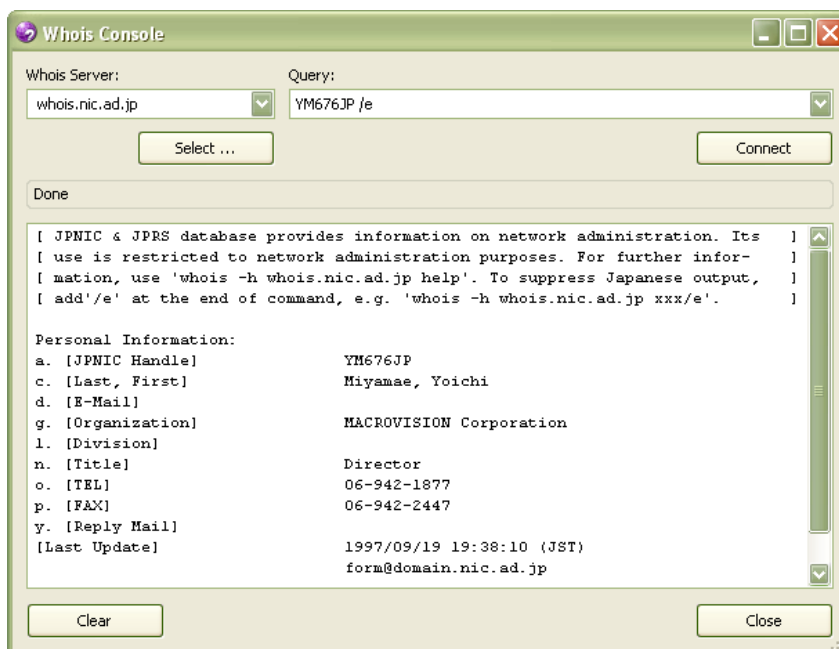 Whois Console
Whois Server: Query:
whois.nic.ad.jp YM676JP /e
Select ... Connect
Done
[ JPNIC & JPRS database provides information on network administration. Its ]
[ use is restricted to network administration purposes. For further infor- ]
[ mation, use 'whois -h whois.nic.ad.jp help'. To suppress Japanese output, ]
[ add'/e' at the end of command, e.g. 'whois -h whois.nic.ad.jp xxx/e'. ]
Personal Information:
a. [JPNIC Handle] YM676JP
c. [Last, First] Miyamae, Yoichi
d. [E-Mail]
g. [Organization] MACROVISION Corporation
l. [Division]
n. [Title] Director
o. [TEL] 06-942-1877
p. [FAX] 06-942-2447
y. [Reply Mail]
[Last Update] 1997/09/19 19:38:10 (JST)
form@domain.nic.ad.jp
Clear Close